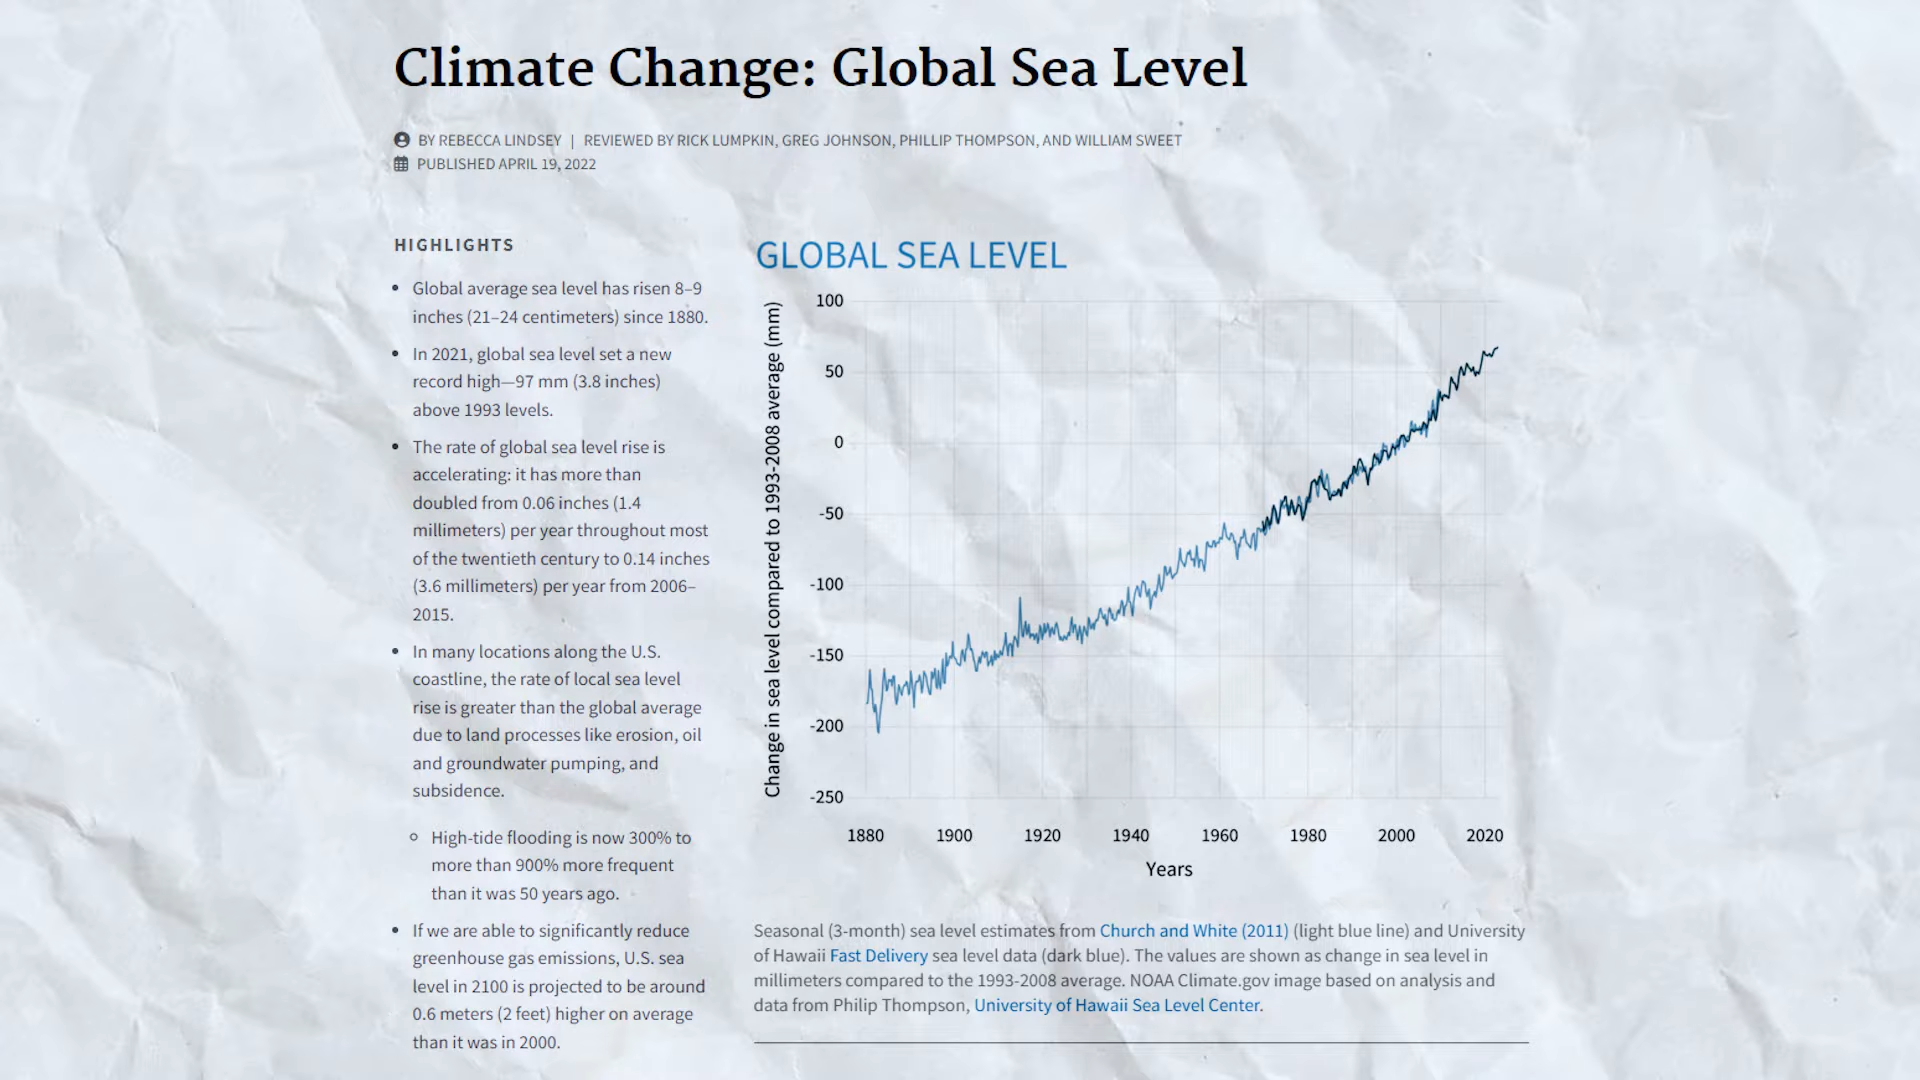 Climate Change: Global Sea Level
BY REBECCA LINDSEY | REVIEWED BY RICK LUMPKIN, GREG JOHNSON, PHILLIP THOMPSON, AND WILLIAM SWEET
PUBLISHED APRIL 19, 2022
HIGHLIGHTS
• Global average sea level has risen 8–9
inches (21–24 centimeters) since 1880.
• In 2021, global sea level set a new
record high—97 mm (3.8 inches)
above 1993 levels.
• The rate of global sea level rise is
accelerating: it has more than
doubled from 0.06 inches (1.4
millimeters) per year throughout most
of the twentieth century to 0.14 inches
(3.6 millimeters) per year from 2006–
2015.
• In many locations along the U.S.
coastline, the rate of local sea level
rise is greater than the global average
due to land processes like erosion, oil
and groundwater pumping, and
subsidence.
○ High-tide flooding is now 300% to
more than 900% more frequent
than it was 50 years ago.
• If we are able to significantly reduce
greenhouse gas emissions, U.S. sea
level in 2100 is projected to be around
0.6 meters (2 feet) higher on average
than it was in 2000.
GLOBAL SEA LEVEL
Change in sea level compared to 1993-2008 average (mm)
100
50
0
-50
-100
-150
-200
-250
1880 1900 1920 1940 1960 1980 2000 2020
Years
Seasonal (3-month) sea level estimates from Church and White (2011) (light blue line) and University
of Hawaii Fast Delivery sea level data (dark blue). The values are shown as change in sea level in
millimeters compared to the 1993-2008 average. NOAA Climate.gov image based on analysis and
data from Philip Thompson, University of Hawaii Sea Level Center.